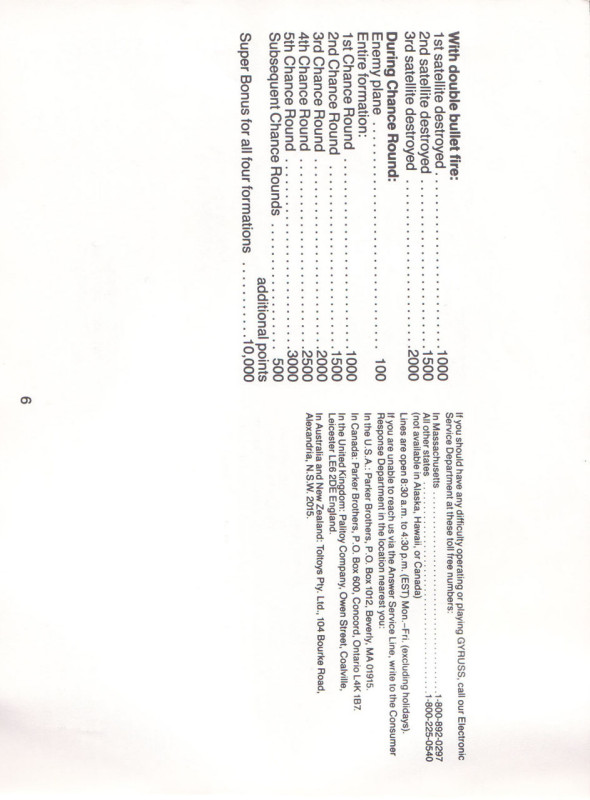 With double bullet fire:
1st satellite destroyed . . . . . . . . . . . . . . . . . . . . 1000
2nd satellite destroyed . . . . . . . . . . . . . . . . . . . . 1500
3rd satellite destroyed . . . . . . . . . . . . . . . . . . . . 2000
During Chance Round:
Enemy plane . . . . . . . . . . . . . . . . . . . . . . . . . . . 100
Entire formation:
1st Chance Round . . . . . . . . . . . . . . . . . . . . . . . 1000
2nd Chance Round . . . . . . . . . . . . . . . . . . . . . . . 1500
3rd Chance Round . . . . . . . . . . . . . . . . . . . . . . . 2000
4th Chance Round . . . . . . . . . . . . . . . . . . . . . . . 2500
5th Chance Round . . . . . . . . . . . . . . . . . . . . . . . 3000
Subsequent Chance Rounds . . . . . . . . . . . . . . . 500
additional points
Super Bonus for all four formations . . . . . . . . . . . 10,000
If you should have any difficulty operating or playing GYRUSS, call our Electronic
Service Department at these toll free numbers:
In Massachusetts . . . . . . . . . . . . . . . . . . . . . . . . . . . . . . . . . . . 1-800-892-0297
All other states . . . . . . . . . . . . . . . . . . . . . . . . . . . . . . . . . . . . 1-800-225-0540
(not available in Alaska, Hawaii, or Canada)
Lines are open 8:30 a.m. to 4:30 p.m. (EST) Mon.–Fri. (excluding holidays).
If you are unable to reach us via the Answer Service Line, write to the Consumer
Response Department in the location nearest you:
In the U.S.A.: Parker Brothers, P.O. Box 1012, Beverly, MA 01915.
In Canada: Parker Brothers, P.O. Box 600, Concord, Ontario L4K 1B7.
In the United Kingdom: Palitoy Company, Owen Street, Coalville,
Leicester LE6 2DE England.
In Australia and New Zealand: Toltoys Pty. Ltd., 104 Bourke Road,
Alexandria, N.S.W. 2015.
6